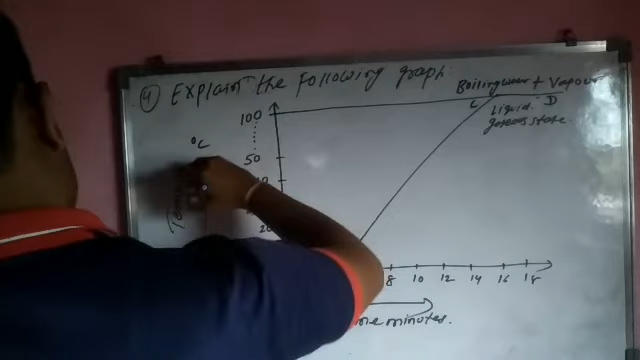 4) Explain the Following graph
Boiling water + Vapour
100
C
Liquid
D
gaseous state
°C
50
20
8 10 12 14 16 18
minutes.